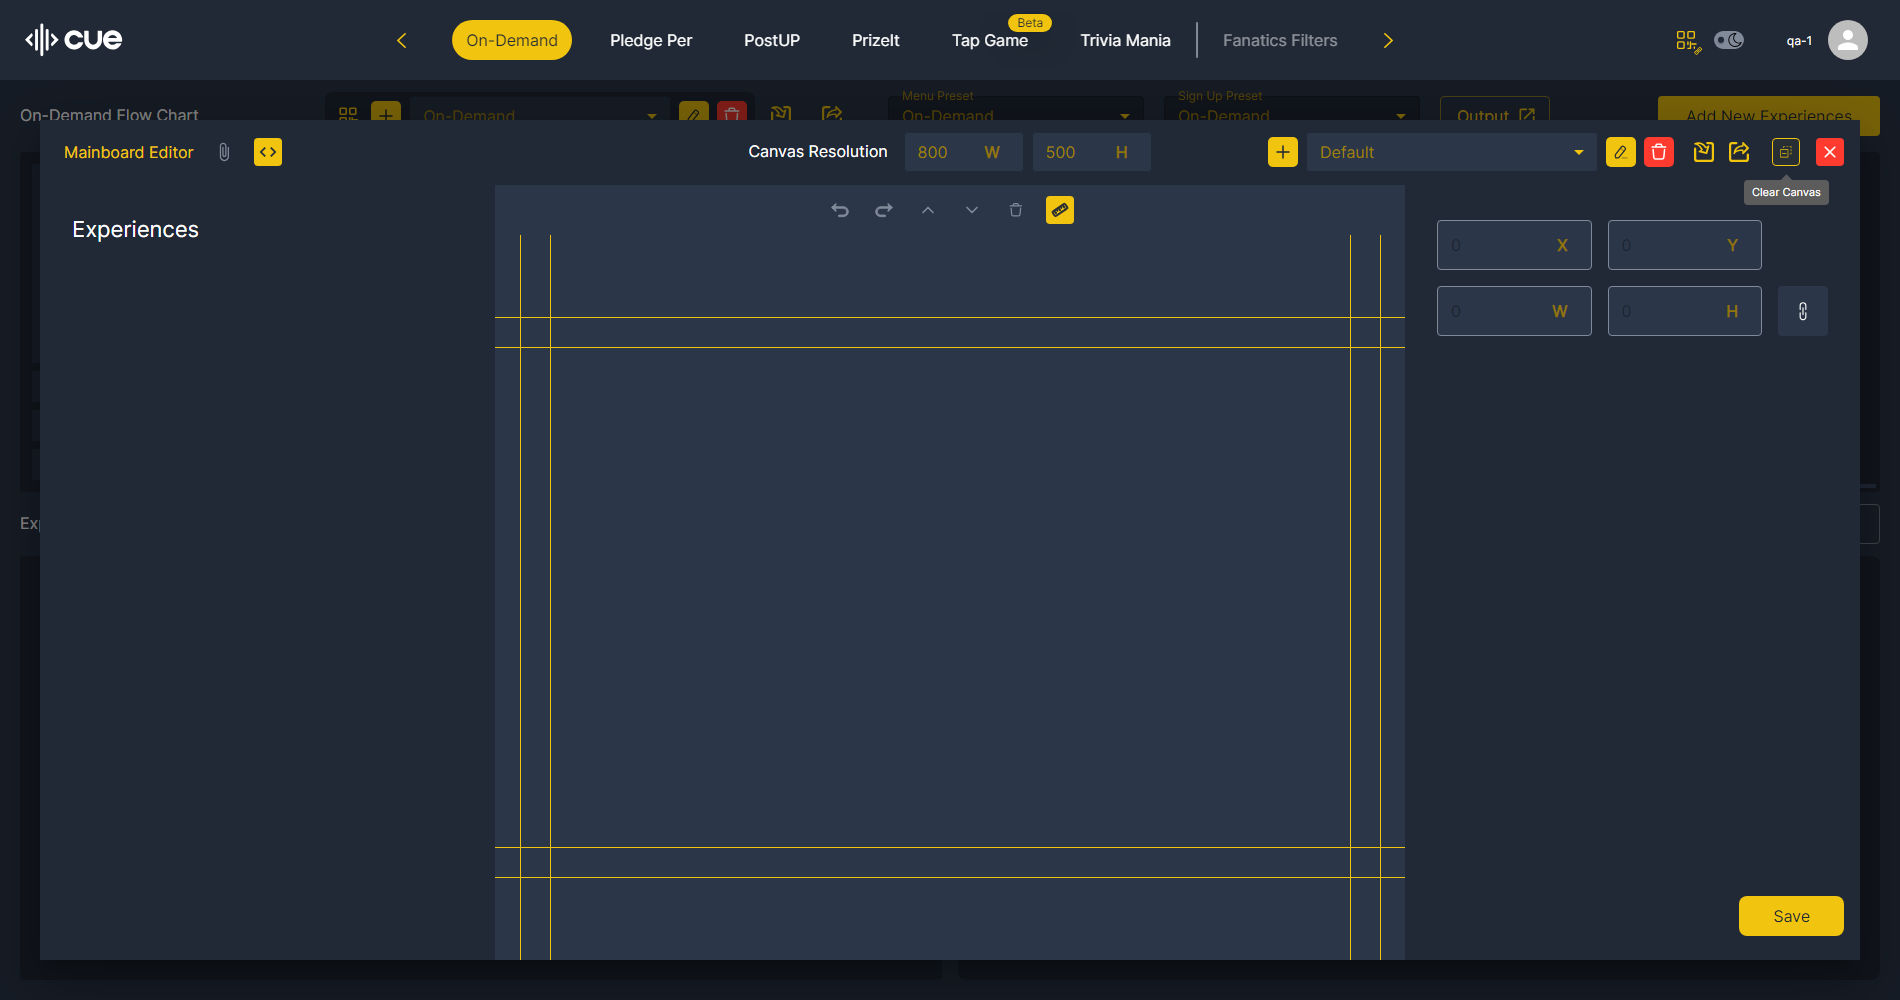 cue
On-Demand
Pledge Per
PostUP
PrizeIt
Tap Game
Beta
Trivia Mania
Fanatics Filters
qa-1
On-Demand Flow Chart
On-Demand
Menu Preset
On-Demand
Sign Up Preset
On-Demand
Output
Add New Experiences
Mainboard Editor
Canvas Resolution
800 W
500 H
Default
Clear Canvas
Experiences
0 X
0 Y
0 W
0 H
Save